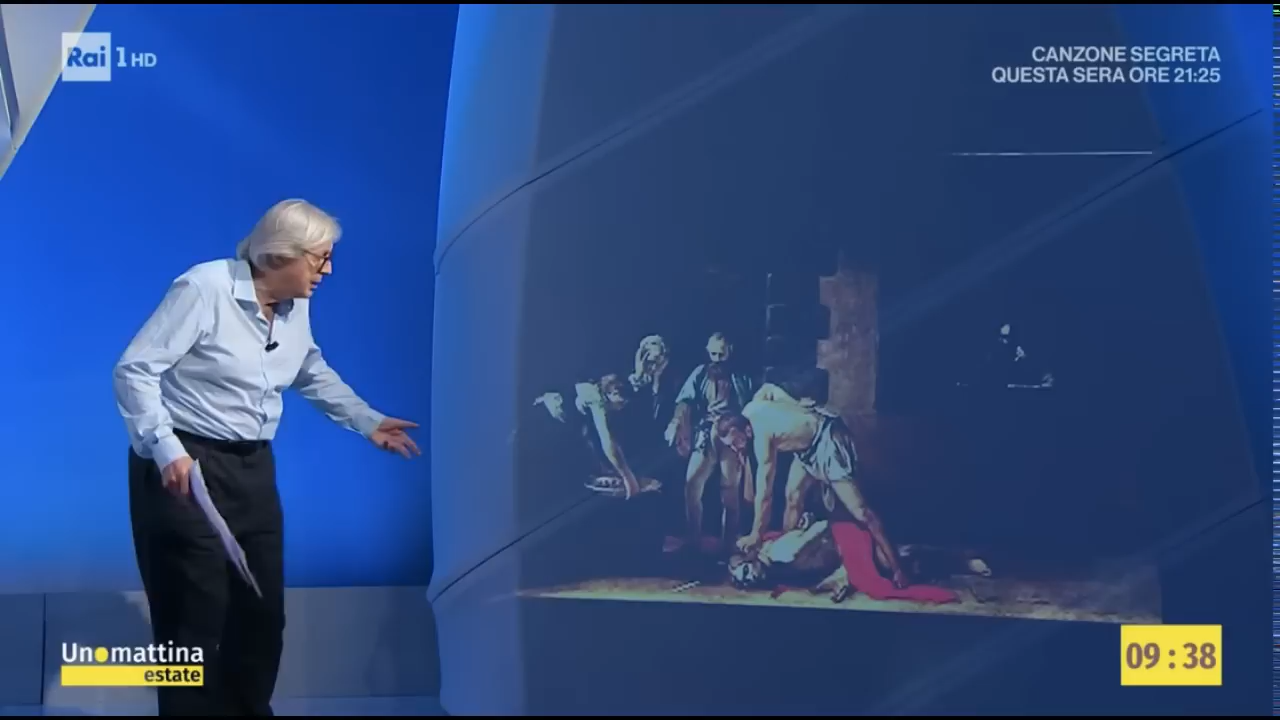 Rai 1 HD
CANZONE SEGRETA
QUESTA SERA ORE 21:25
Unomattina
estate
09:38